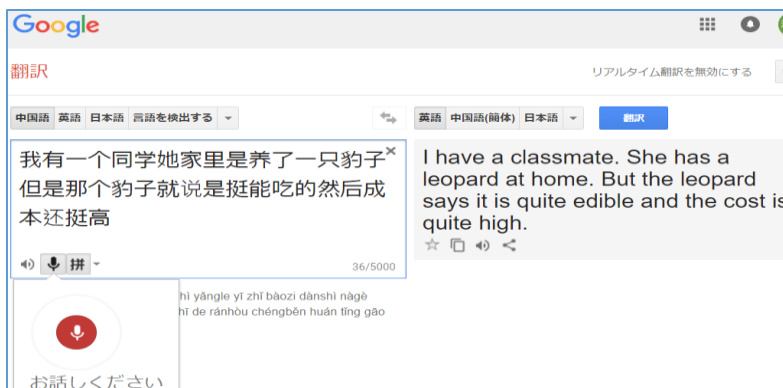 Google
翻訳
リアルタイム翻訳を無効にする
中国語 英語 日本語 言語を検出する
英語 中国語(簡体) 日本語 翻訳
我有一个同学她家里是养了一只豹子
但是那个豹子就说是挺能吃的然后成
本还挺高
拼
36/5000
I have a classmate. She has a
leopard at home. But the leopard
says it is quite edible and the cost is
quite high.
yǎngle yī zhī bàozi dànshì nàgè
de ránhòu chéngběn huán tǐng gāo
お話しください